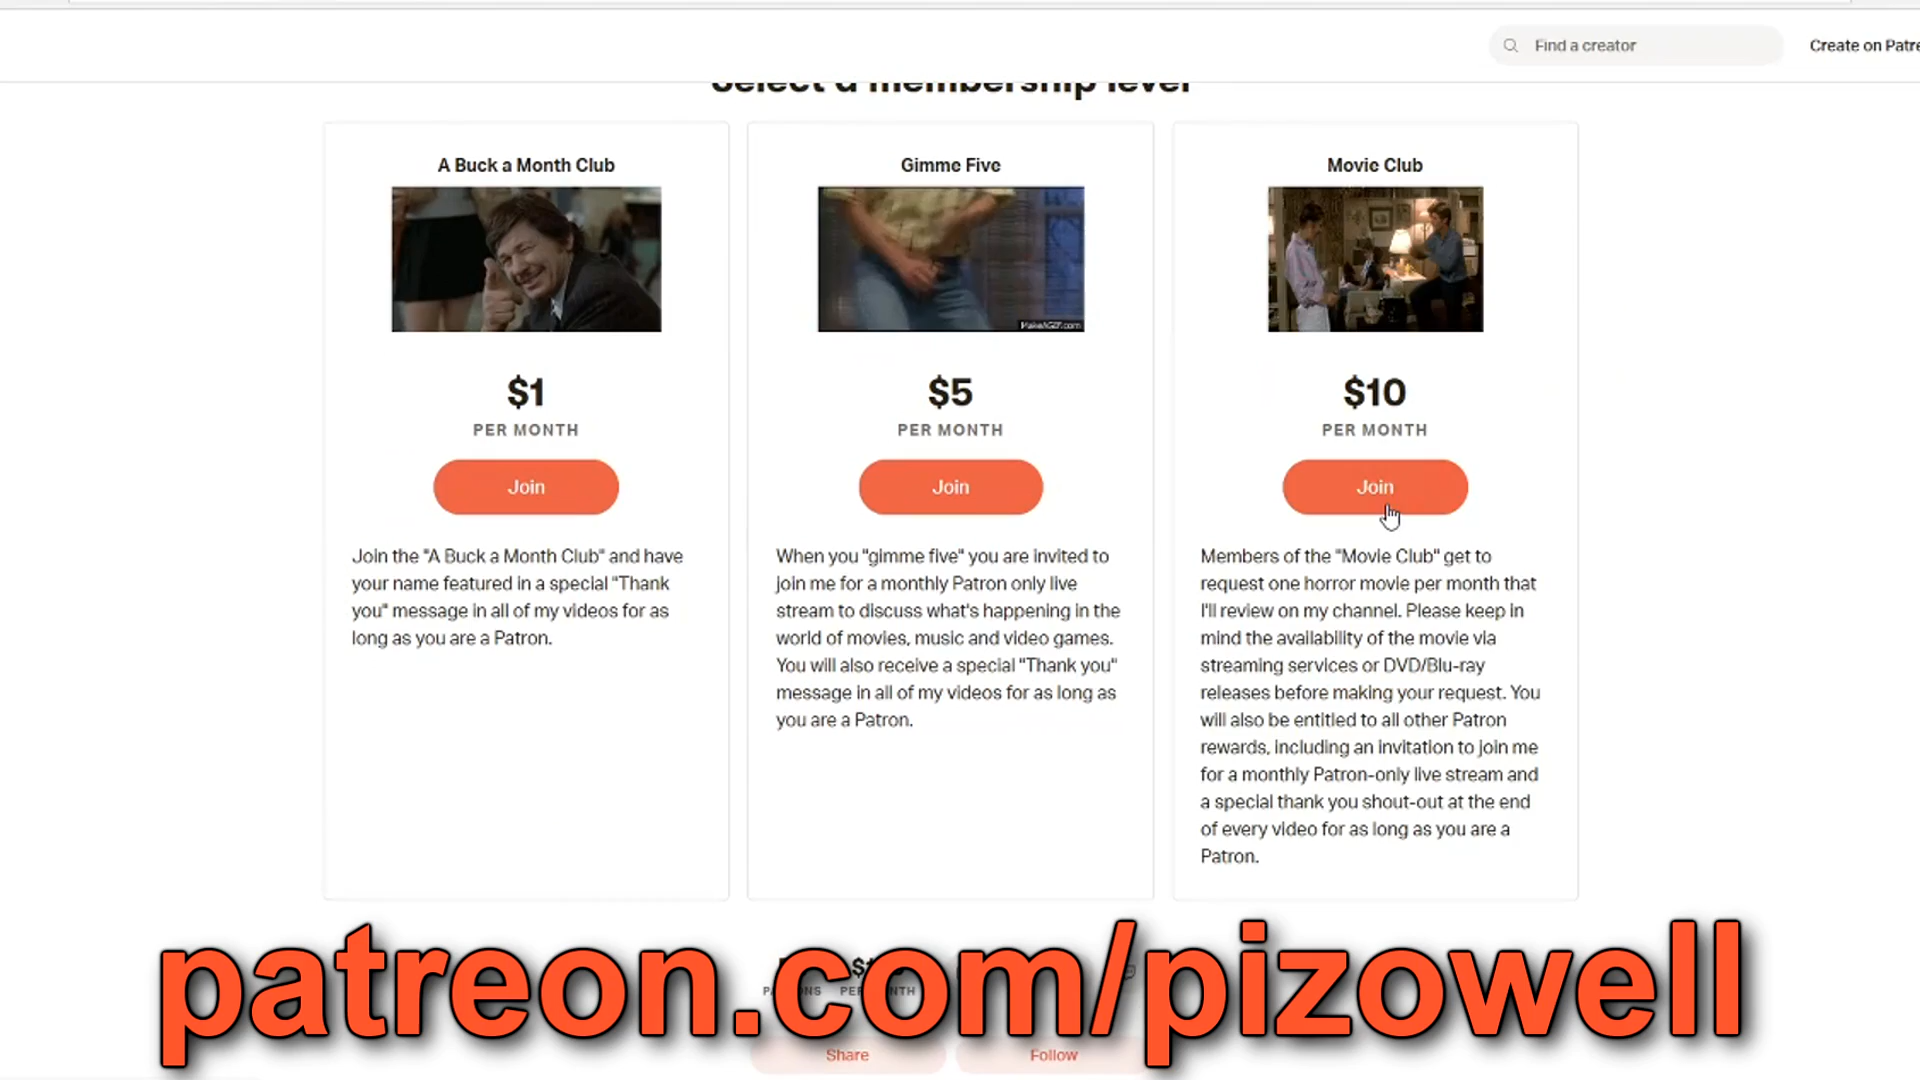 Find a creator
Create on Patre
Select a membership level
A Buck a Month Club
$1
PER MONTH
Join
Join the "A Buck a Month Club" and have
your name featured in a special "Thank
you" message in all of my videos for as
long as you are a Patron.
Gimme Five
MakeAGIF.com
$5
PER MONTH
Join
When you "gimme five" you are invited to
join me for a monthly Patron only live
stream to discuss what's happening in the
world of movies, music and video games.
You will also receive a special "Thank you"
message in all of my videos for as long as
you are a Patron.
Movie Club
$10
PER MONTH
Join
Members of the "Movie Club" get to
request one horror movie per month that
I'll review on my channel. Please keep in
mind the availability of the movie via
streaming services or DVD/Blu-ray
releases before making your request. You
will also be entitled to all other Patron
rewards, including an invitation to join me
for a monthly Patron-only live stream and
a special thank you shout-out at the end
of every video for as long as you are a
Patron.
patreon.com/pizowell
Share
Follow